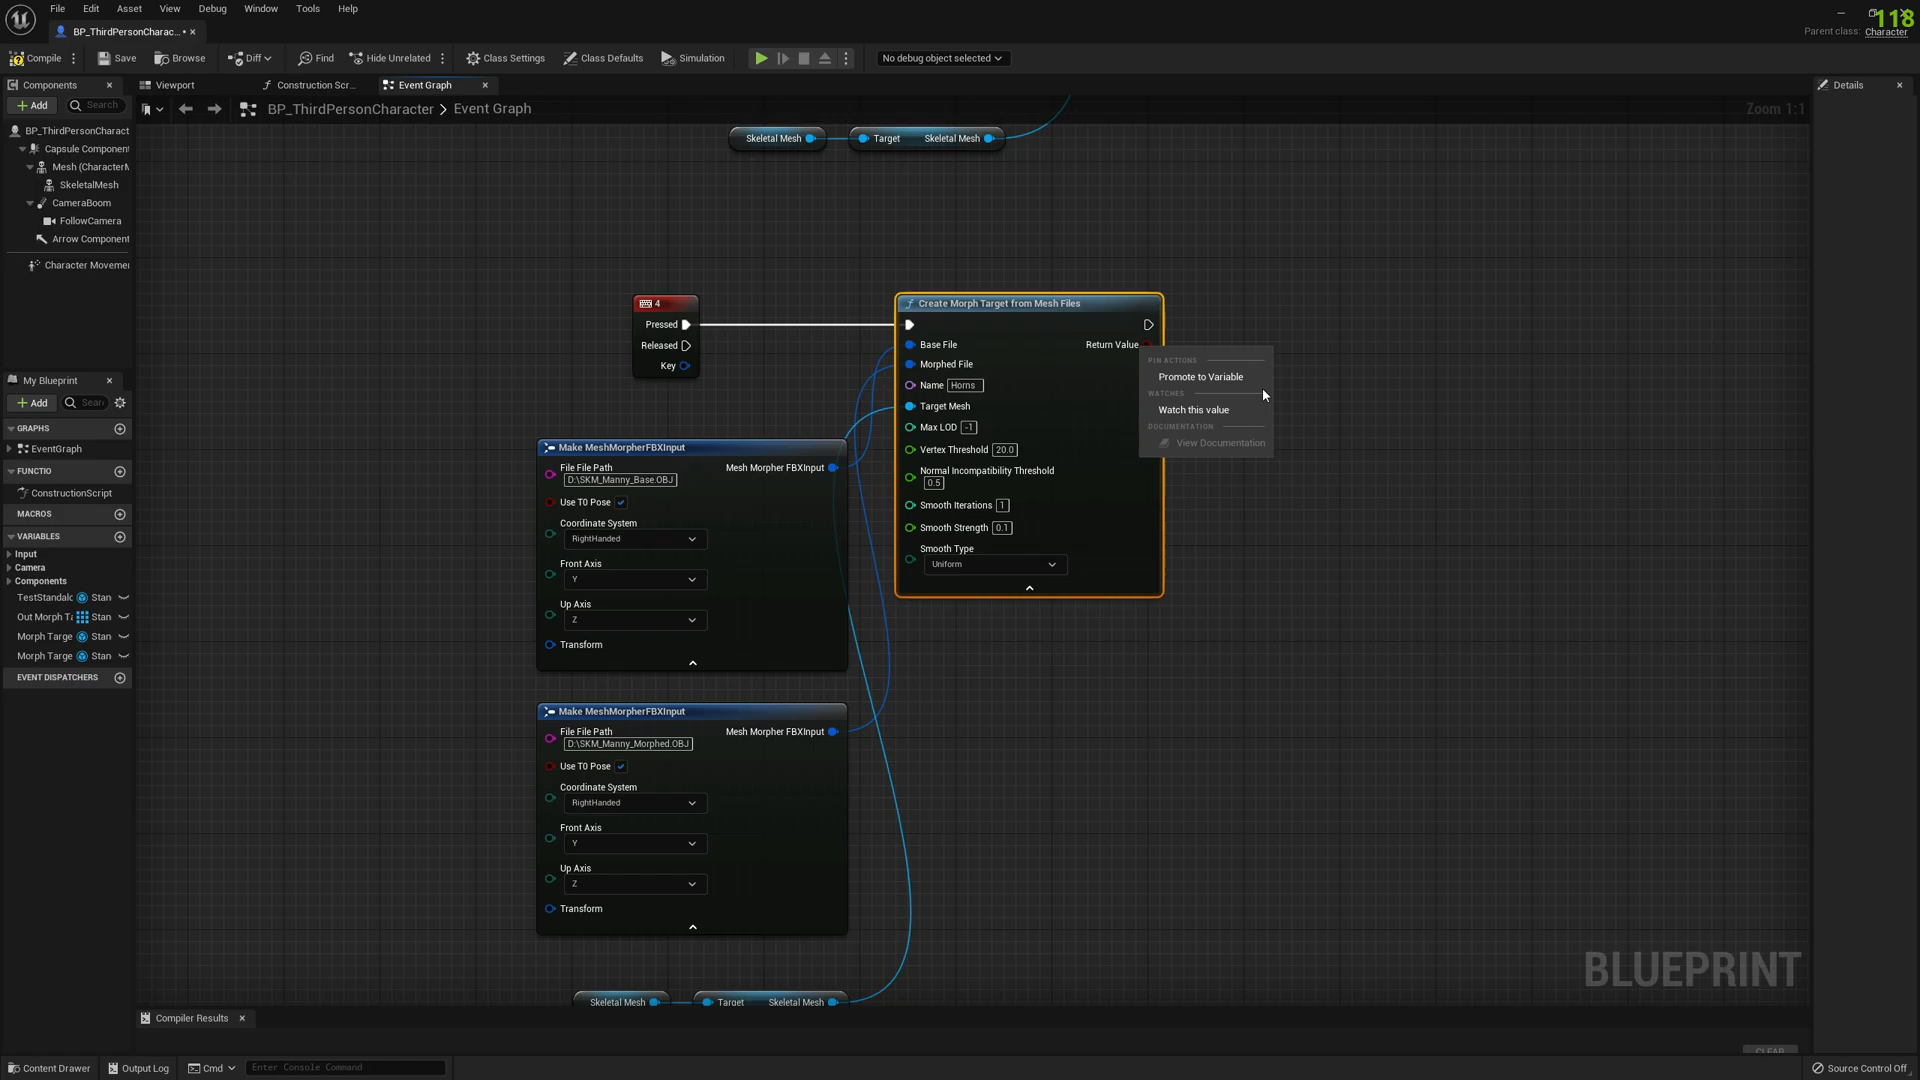 File Edit Asset View Debug Window Tools Help
118
BP_ThirdPersonCharac...
Parent class: Character
Compile Save Browse Diff Find Hide Unrelated Class Settings Class Defaults Simulation No debug object selected
Components Viewport Construction Scr... Event Graph Details
Add Search
BP_ThirdPersonCharacter > Event Graph
Zoom 1:1
BP_ThirdPersonCharact
Capsule Component
Mesh (CharacterM
SkeletalMesh
CameraBoom
FollowCamera
Arrow Component
Character Movemen
Skeletal Mesh Target Skeletal Mesh
4
Pressed
Released
Key
Create Morph Target from Mesh Files
Base File Return Value
Morphed File
Name Horns
Target Mesh
Max LOD -1
Vertex Threshold 20.0
Normal Incompatibility Threshold
0.5
Smooth Iterations 1
Smooth Strength 0.1
Smooth Type
Uniform
PIN ACTIONS
Promote to Variable
WATCHES
Watch this value
DOCUMENTATION
View Documentation
My Blueprint
Add Searc
GRAPHS
EventGraph
FUNCTIO
ConstructionScript
MACROS
VARIABLES
Input
Camera
Components
TestStandalo Stan
Out Morph Ta Stan
Morph Targe Stan
Morph Targe Stan
EVENT DISPATCHERS
Make MeshMorpherFBXInput
File File Path Mesh Morpher FBXInput
D:\SKM_Manny_Base.OBJ
Use T0 Pose
Coordinate System
RightHanded
Front Axis
Y
Up Axis
Z
Transform
Make MeshMorpherFBXInput
File File Path Mesh Morpher FBXInput
D:\SKM_Manny_Morphed.OBJ
Use T0 Pose
Coordinate System
RightHanded
Front Axis
Y
Up Axis
Z
Transform
Skeletal Mesh Target Skeletal Mesh
BLUEPRINT
Compiler Results
CLEAR
Content Drawer Output Log Cmd Enter Console Command Source Control Off